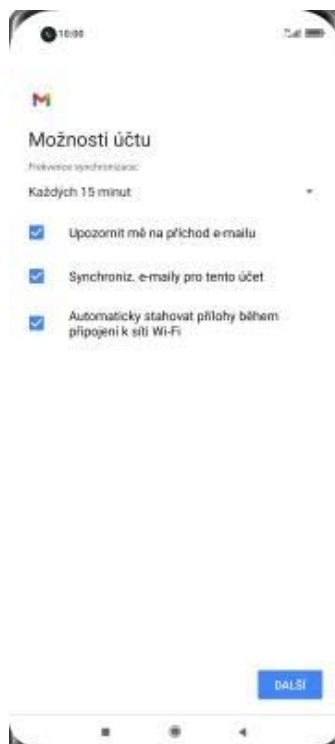 10:00
Možnosti účtu
Frekvence synchronizace:
Každých 15 minut
Upozornit mě na příchod e-mailu
Synchroniz. e-maily pro tento účet
Automaticky stahovat přílohy během
připojení k síti Wi-Fi
DALŠÍ